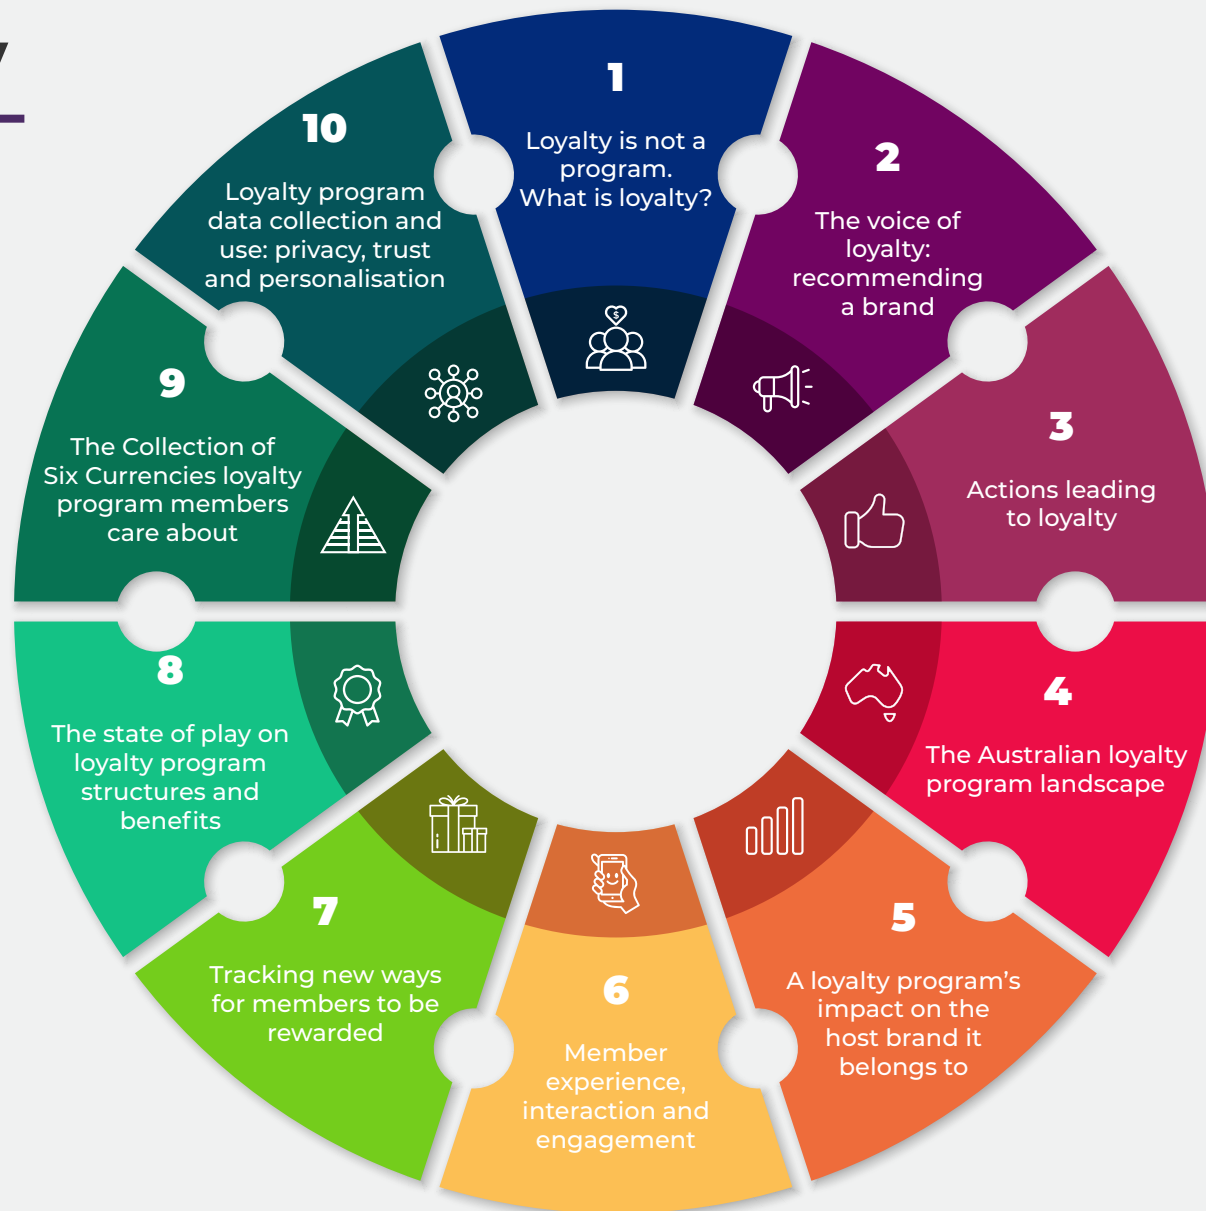 1
Loyalty is not a
program.
What is loyalty?
2
The voice of
loyalty:
recommending
a brand
3
Actions leading
to loyalty
4
The Australian loyalty
program landscape
5
A loyalty program’s
impact on the
host brand it
belongs to
6
Member
experience,
interaction and
engagement
7
Tracking new ways
for members to be
rewarded
8
The state of play on
loyalty program
structures and
benefits
9
The Collection of
Six Currencies loyalty
program members
care about
10
Loyalty program
data collection and
use: privacy, trust
and personalisation
$